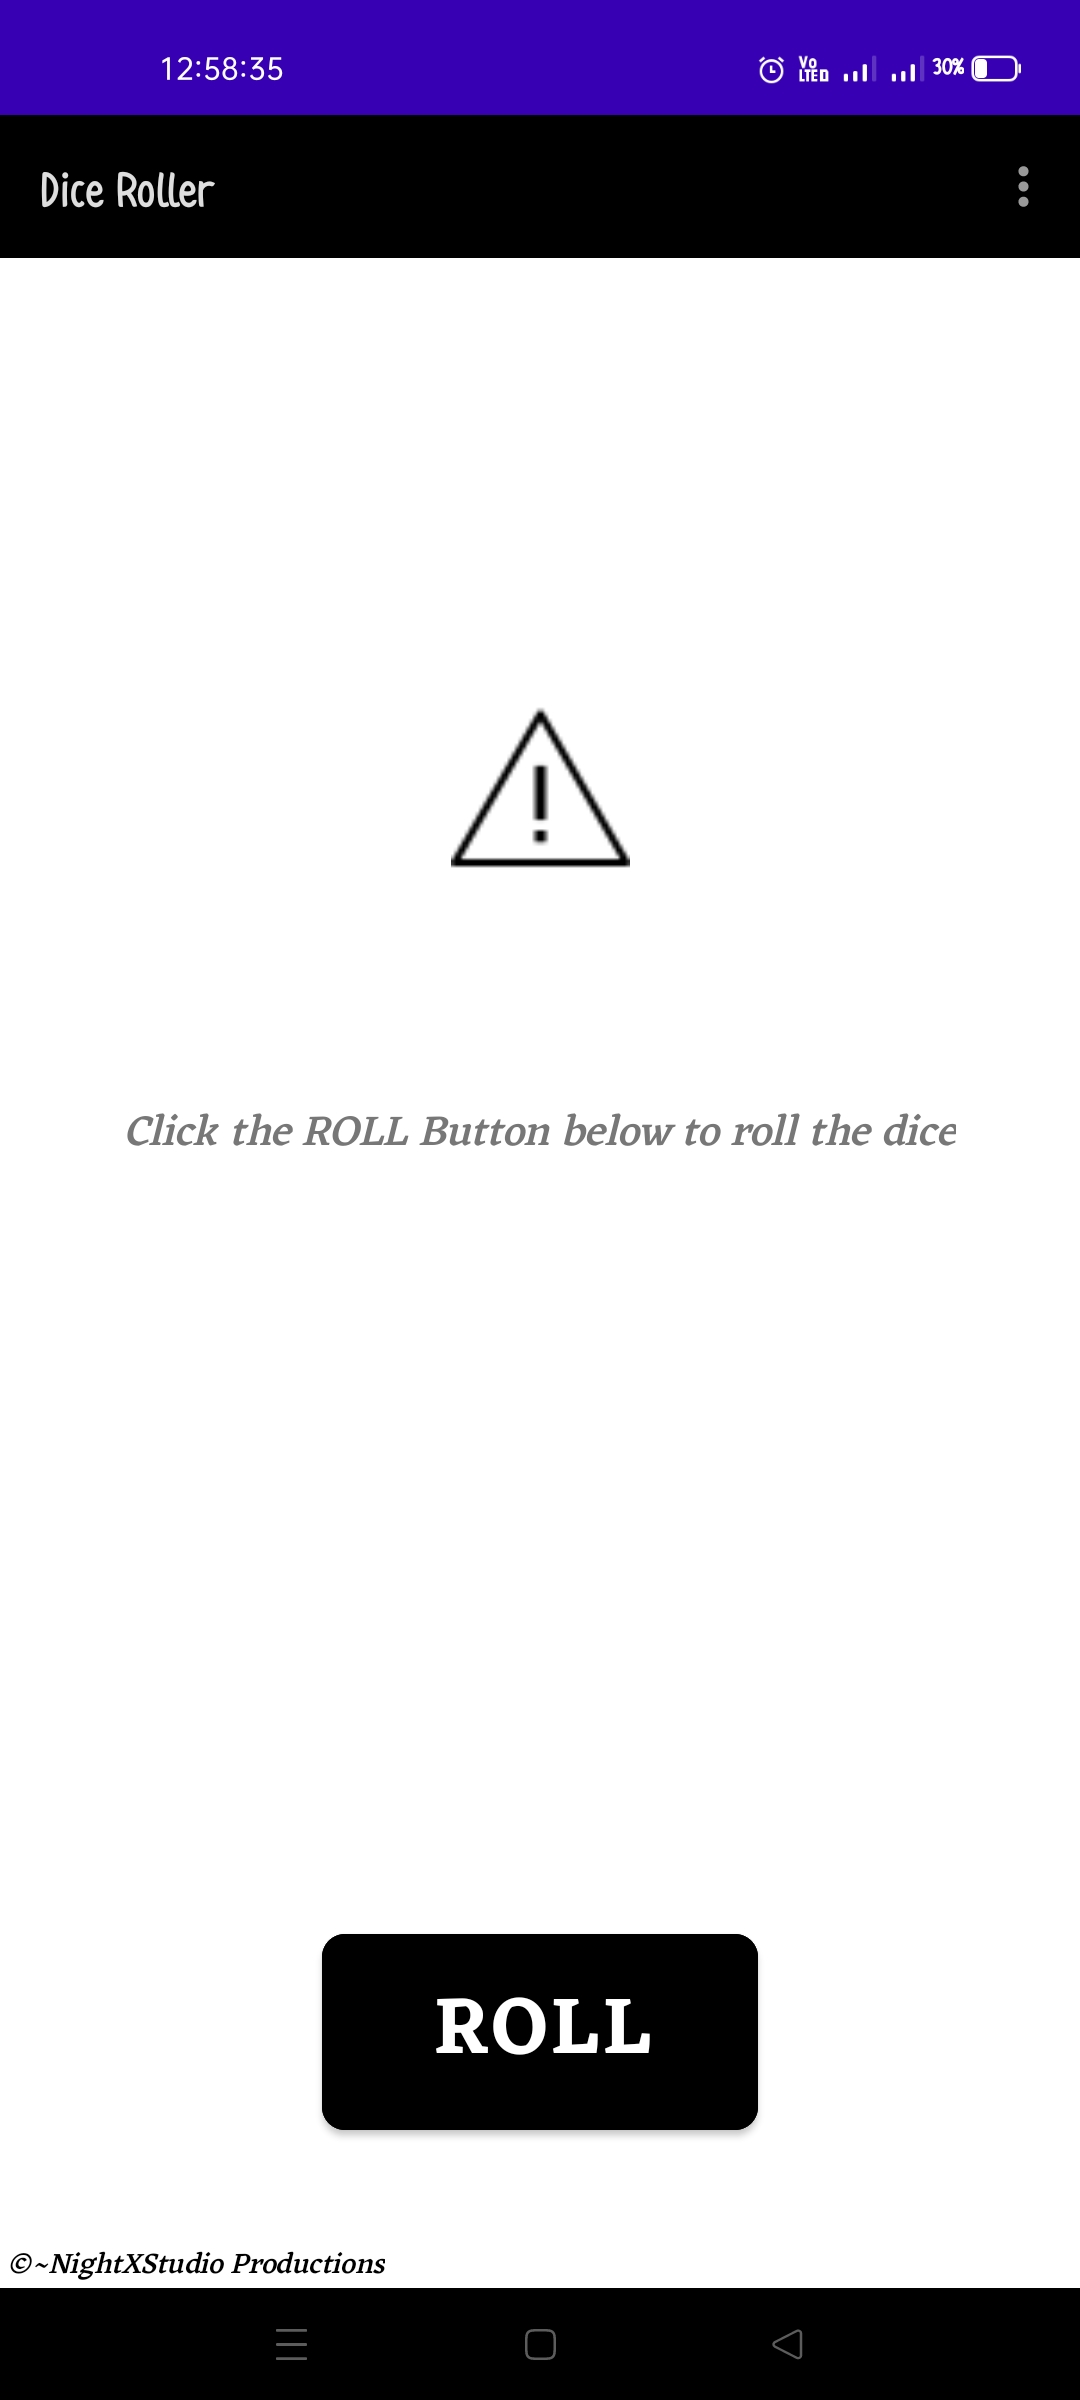 12:58:35
Vo LTED 30%
Dice Roller
!
Click the ROLL Button below to roll the dice
ROLL
©~NightXStudio Productions